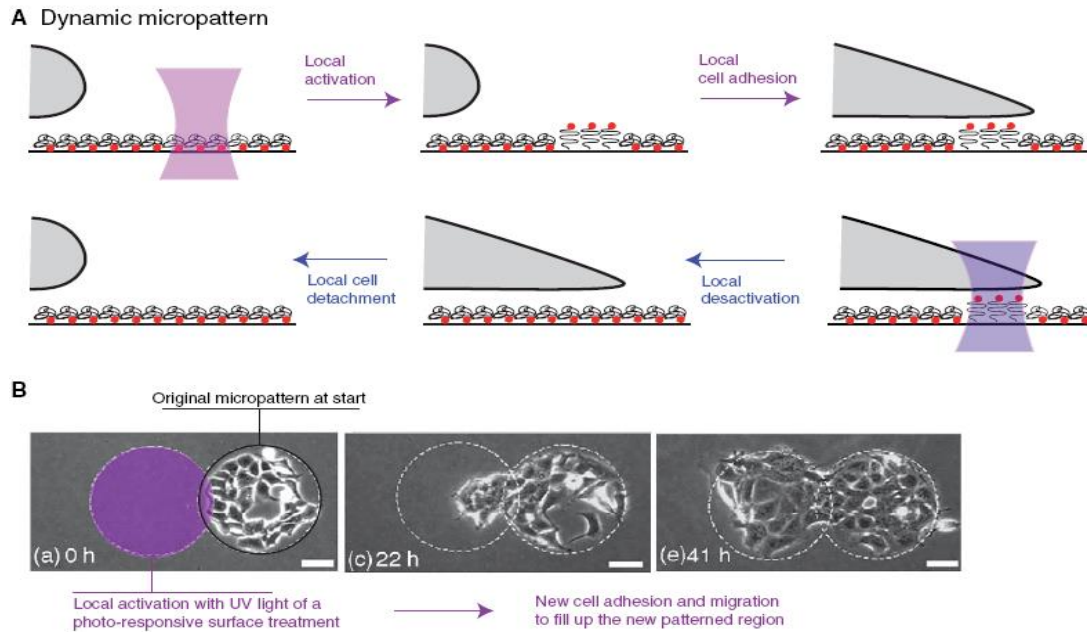 A Dynamic micropattern
Local
activation
Local
cell adhesion
Local cell
detachment
Local
desactivation
B
Original micropattern at start
(a) 0 h
(c) 22 h
(e) 41 h
Local activation with UV light of a
photo-responsive surface treatment
New cell adhesion and migration
to fill up the new patterned region